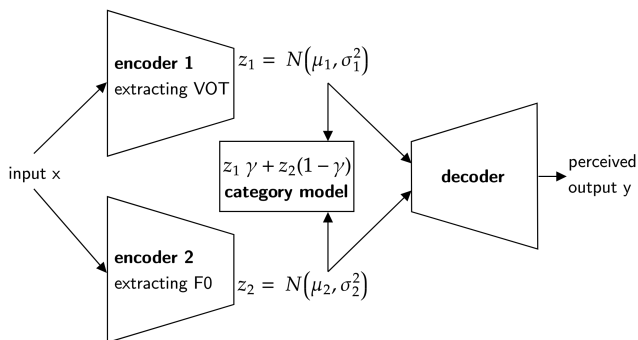 encoder 1
extracting VOT
z₁ = N(μ₁, σ₁²)
input x
z₁ γ + z₂(1 − γ)
category model
decoder
perceived
output y
encoder 2
extracting F0
z₂ = N(μ₂, σ₂²)